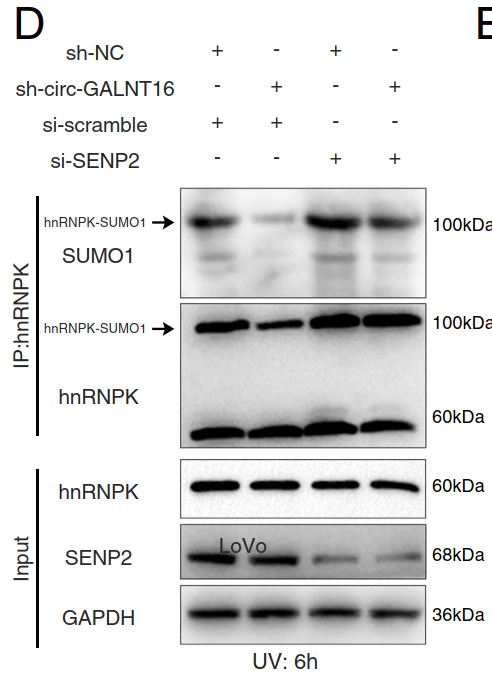 D
E
sh-NC + - + -
sh-circ-GALNT16 - + - +
si-scramble + + - -
si-SENP2 - - + +
IP:hnRNPK
hnRNPK-SUMO1 → 100kDa
SUMO1
hnRNPK-SUMO1 → 100kDa
hnRNPK
60kDa
Input
hnRNPK 60kDa
LoVo
SENP2 68kDa
GAPDH 36kDa
UV: 6h